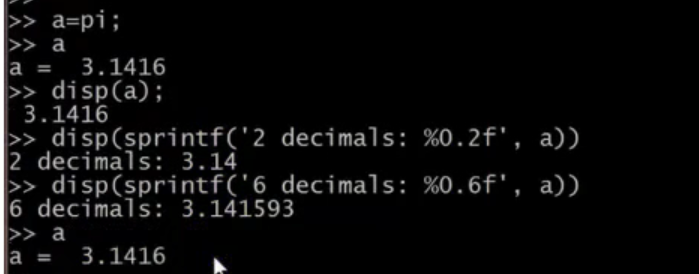 >> a=pi;
>> a
a =  3.1416
>> disp(a);
 3.1416
>> disp(sprintf('2 decimals: %0.2f', a))
2 decimals: 3.14
>> disp(sprintf('6 decimals: %0.6f', a))
6 decimals: 3.141593
>> a
a =  3.1416